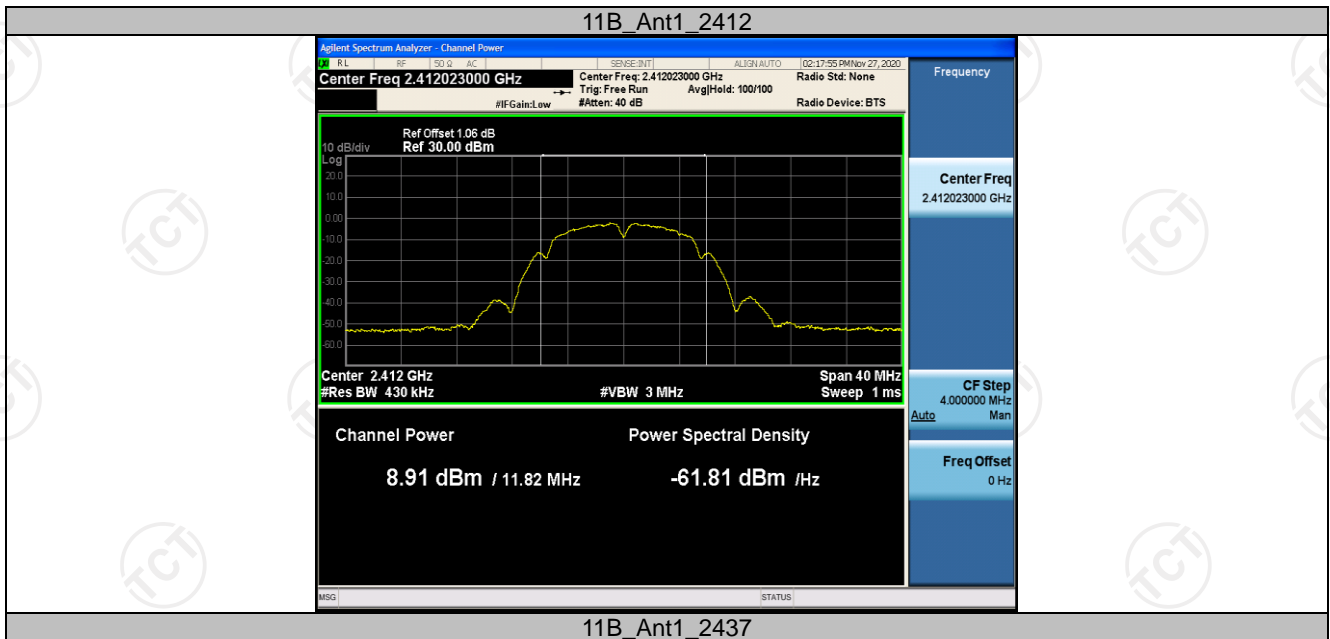 11B_Ant1_2412
Agilent Spectrum Analyzer - Channel Power
RL RF 50 Ω AC SENSE:INT ALIGN AUTO 02:17:55 PM Nov 27, 2020
Center Freq 2.412023000 GHz
Center Freq: 2.412023000 GHz
Radio Std: None
Trig: Free Run Avg|Hold: 100/100
#IFGain:Low
#Atten: 40 dB
Radio Device: BTS
Frequency
Ref Offset 1.06 dB
10 dB/div Ref 30.00 dBm
Log
20.0
10.0
0.00
-10.0
-20.0
-30.0
-40.0
-50.0
-60.0
Center Freq
2.412023000 GHz
Center 2.412 GHz Span 40 MHz
#Res BW 430 kHz #VBW 3 MHz Sweep 1 ms
CF Step
4.000000 MHz
Auto Man
Channel Power Power Spectral Density
8.91 dBm / 11.82 MHz -61.81 dBm /Hz
Freq Offset
0 Hz
MSG STATUS
11B_Ant1_2437
TCT
TCT
TCT
TCT